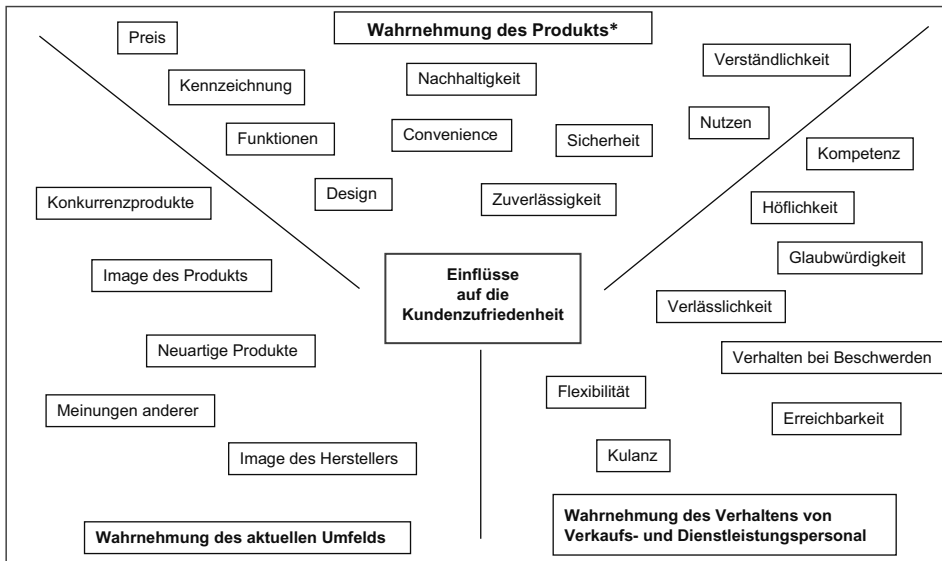 Wahrnehmung des Produkts*
Preis
Kennzeichnung
Nachhaltigkeit
Verständlichkeit
Funktionen
Convenience
Sicherheit
Nutzen
Design
Zuverlässigkeit
Kompetenz
Höflichkeit
Glaubwürdigkeit
Verlässlichkeit
Verhalten bei Beschwerden
Flexibilität
Erreichbarkeit
Kulanz
Wahrnehmung des Verhaltens von
Verkaufs- und Dienstleistungspersonal
Einflüsse
auf die
Kundenzufriedenheit
Konkurrenzprodukte
Image des Produkts
Neuartige Produkte
Meinungen anderer
Image des Herstellers
Wahrnehmung des aktuellen Umfelds